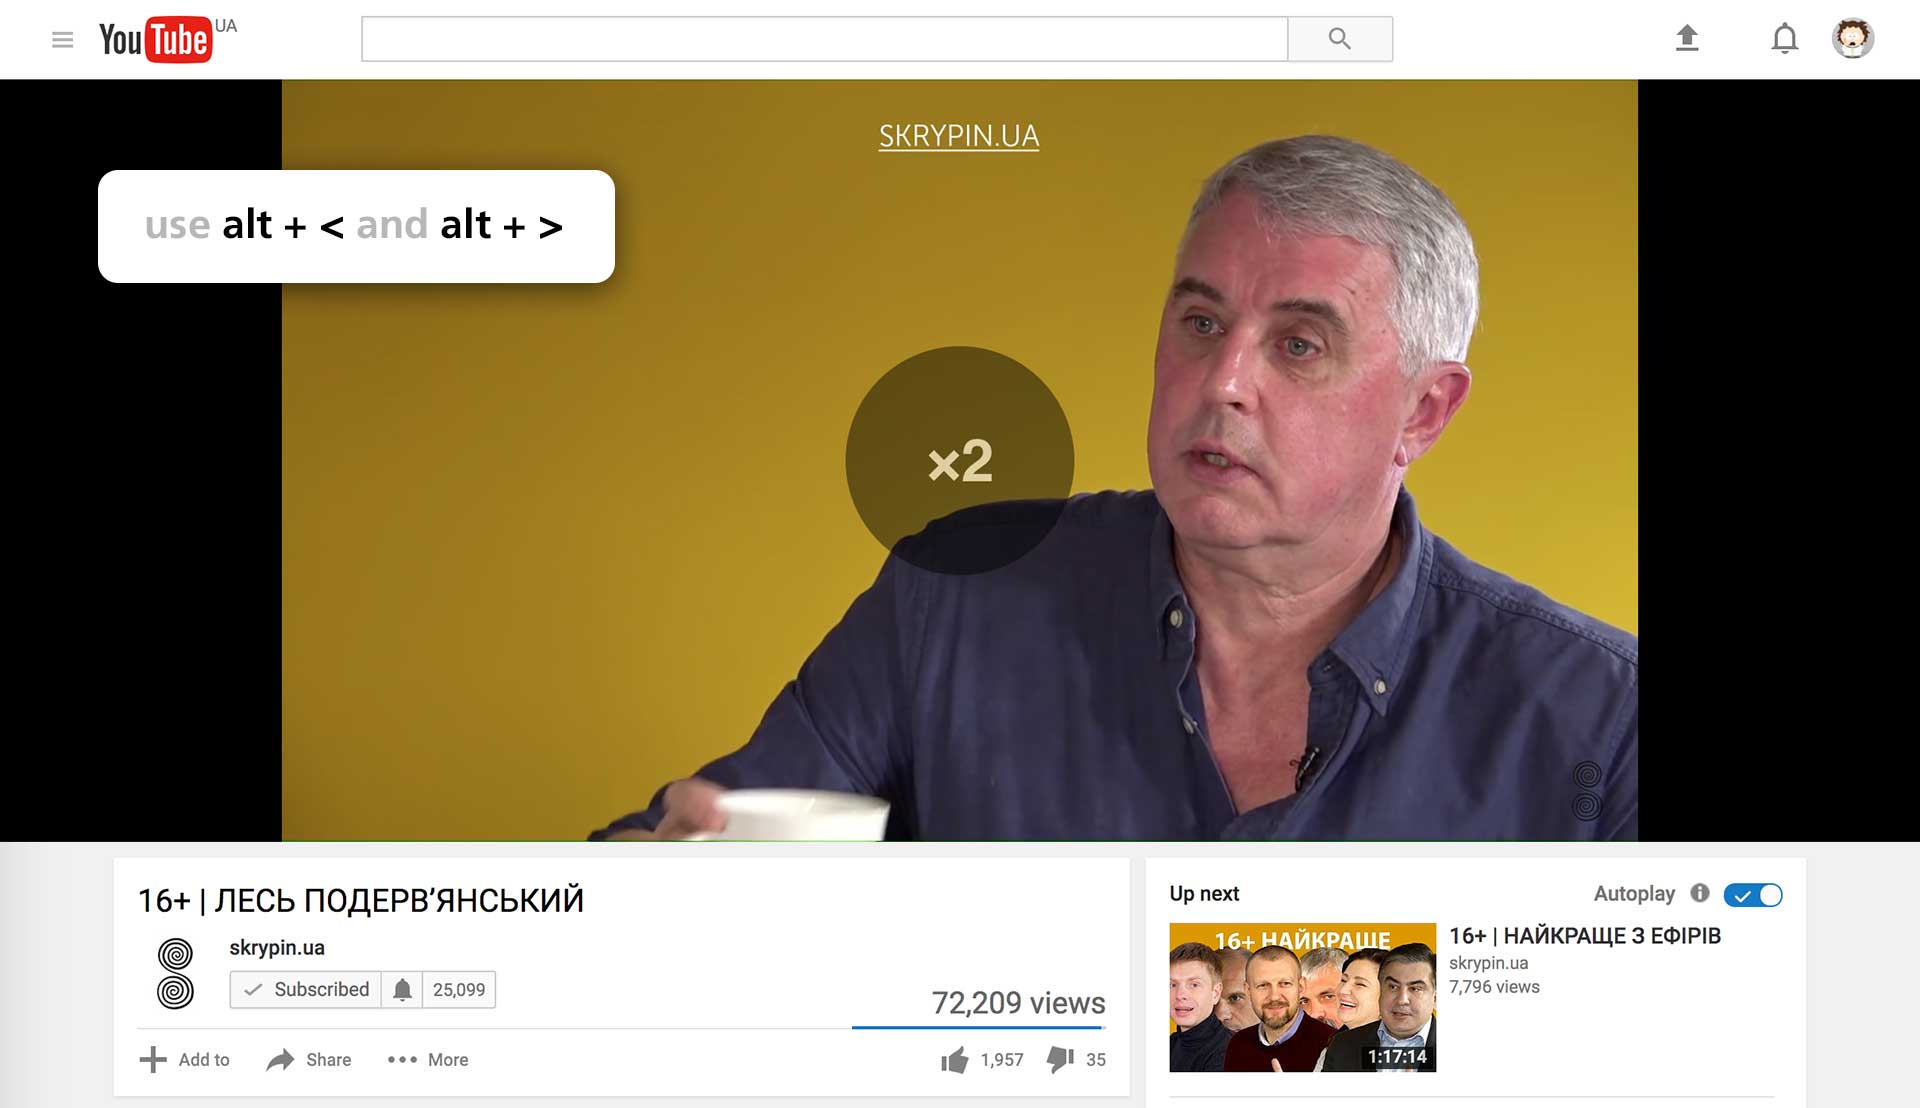 YouTube UA
SKRYPIN.UA
use alt + < and alt + >
×2
16+ | ЛЕСЬ ПОДЕРВ’ЯНСЬКИЙ
skrypin.ua
Subscribed 25,099
72,209 views
Add to Share More 1,957 35
Up next Autoplay
16+ НАЙКРАЩЕ
1:17:14
16+ | НАЙКРАЩЕ З ЕФІРІВ
skrypin.ua
7,796 views